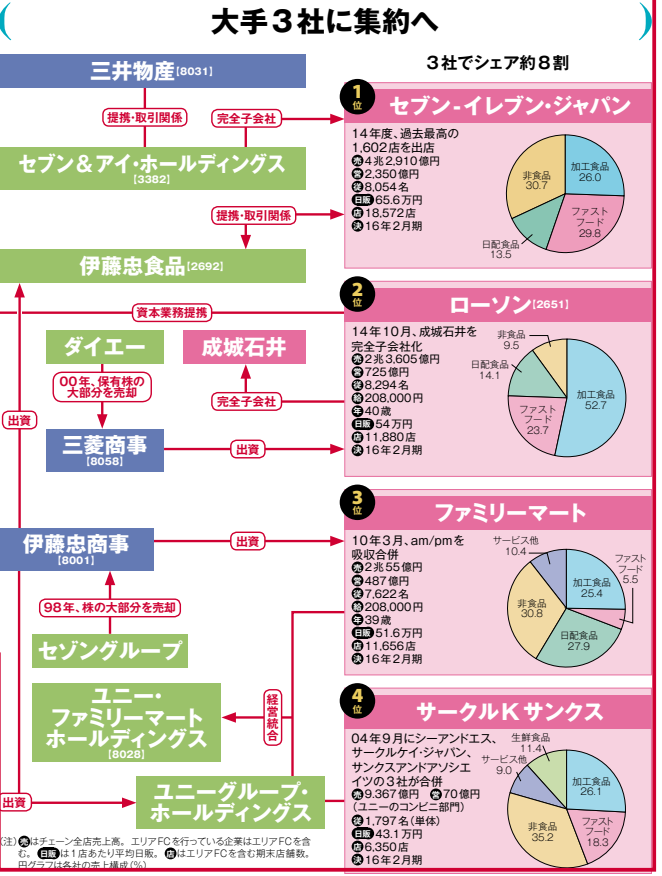 大手3社に集約へ
3社でシェア約8割
三井物産[8031]
提携・取引関係
完全子会社
セブン&アイ・ホールディングス
[3382]
提携・取引関係
伊藤忠食品[2692]
資本業務提携
ダイエー
成城石井
00年、保有株の
大部分を売却
完全子会社
出資
三菱商事
[8058]
出資
伊藤忠商事
[8001]
出資
98年、株の大部分を売却
セゾングループ
ユニー・
ファミリーマート
ホールディングス
[8028]
経営統合
出資
ユニーグループ・
ホールディングス
1位
セブン-イレブン・ジャパン
14年度、過去最高の
1,602店を出店
売4兆2,910億円
営2,350億円
従8,054名
日販65.6万円
店18,572店
決16年2月期
加工食品
26.0
ファスト
フード
29.8
日配食品
13.5
非食品
30.7
2位
ローソン[2651]
14年10月、成城石井を
完全子会社化
売2兆3,605億円
営725億円
従8,294名
給208,000円
年40歳
日販54万円
店11,880店
決16年2月期
加工食品
52.7
ファスト
フード
23.7
日配食品
14.1
非食品
9.5
3位
ファミリーマート
10年3月、am/pmを
吸収合併
売2兆55億円
営487億円
従7,622名
給208,000円
年39歳
日販51.6万円
店11,656店
決16年2月期
加工食品
25.4
ファスト
フード
5.5
日配食品
27.9
非食品
30.8
サービス他
10.4
4位
サークルKサンクス
04年9月にシーアンドエス、
サークルケイ・ジャパン、
サンクスアンドアソシエ
イツの3社が合併
売9.367億円 営70億円
(ユニーのコンビニ部門)
従1,797名(単体)
日販43.1万円
店6,350店
決16年2月期
加工食品
26.1
ファスト
フード
18.3
非食品
35.2
サービス他
9.0
生鮮食品
11.4
(注)売はチェーン全店売上高。エリアFCを行っている企業はエリアFCを含
む。日販は1店あたり平均日販。店はエリアFCを含む期末店舗数。
円グラフは各社の売上構成(%)